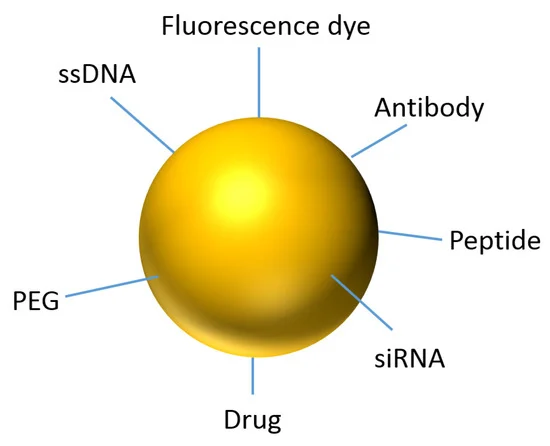 Fluorescence dye
ssDNA
Antibody
Peptide
PEG
siRNA
Drug